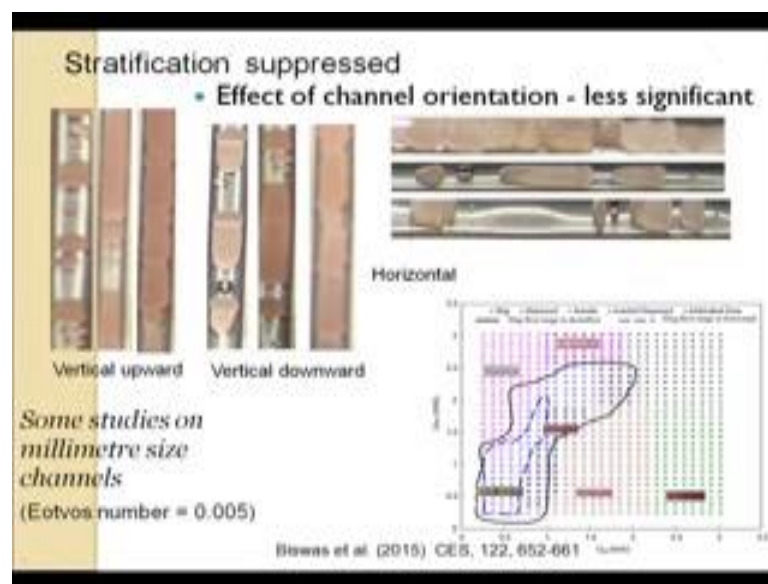 Stratification suppressed
• Effect of channel orientation - less significant
Horizontal
Vertical upward
Vertical downward
Some studies on
millimetre size
channels
(Eotvos number = 0.005)
Biswas et al. (2015) CES, 122, 652-661